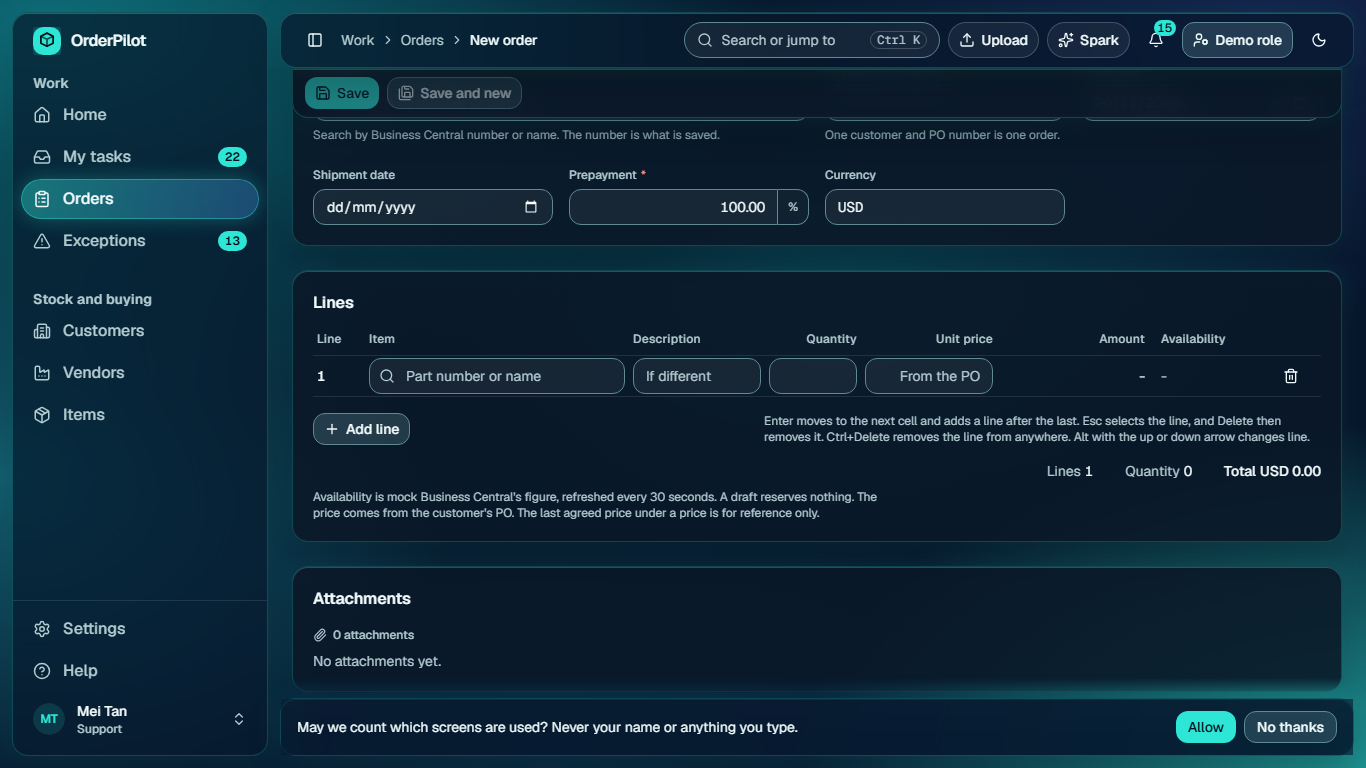 OrderPilot
Work
Home
My tasks 22
Orders
Exceptions 13
Stock and buying
Customers
Vendors
Items
Settings
Help
MT Mei Tan
Support
Work > Orders > New order
Search or jump to Ctrl K
Upload
Spark
15
Demo role
Save
Save and new
Search by Business Central number or name. The number is what is saved.
One customer and PO number is one order.
Shipment date
Prepayment *
Currency
dd/mm/yyyy
100.00 %
USD
Lines
Line Item Description Quantity Unit price Amount Availability
1 Part number or name If different From the PO - -
Add line
Enter moves to the next cell and adds a line after the last. Esc selects the line, and Delete then
removes it. Ctrl+Delete removes the line from anywhere. Alt with the up or down arrow changes line.
Lines 1 Quantity 0 Total USD 0.00
Availability is mock Business Central's figure, refreshed every 30 seconds. A draft reserves nothing. The
price comes from the customer's PO. The last agreed price under a price is for reference only.
Attachments
0 attachments
No attachments yet.
May we count which screens are used? Never your name or anything you type.
Allow
No thanks